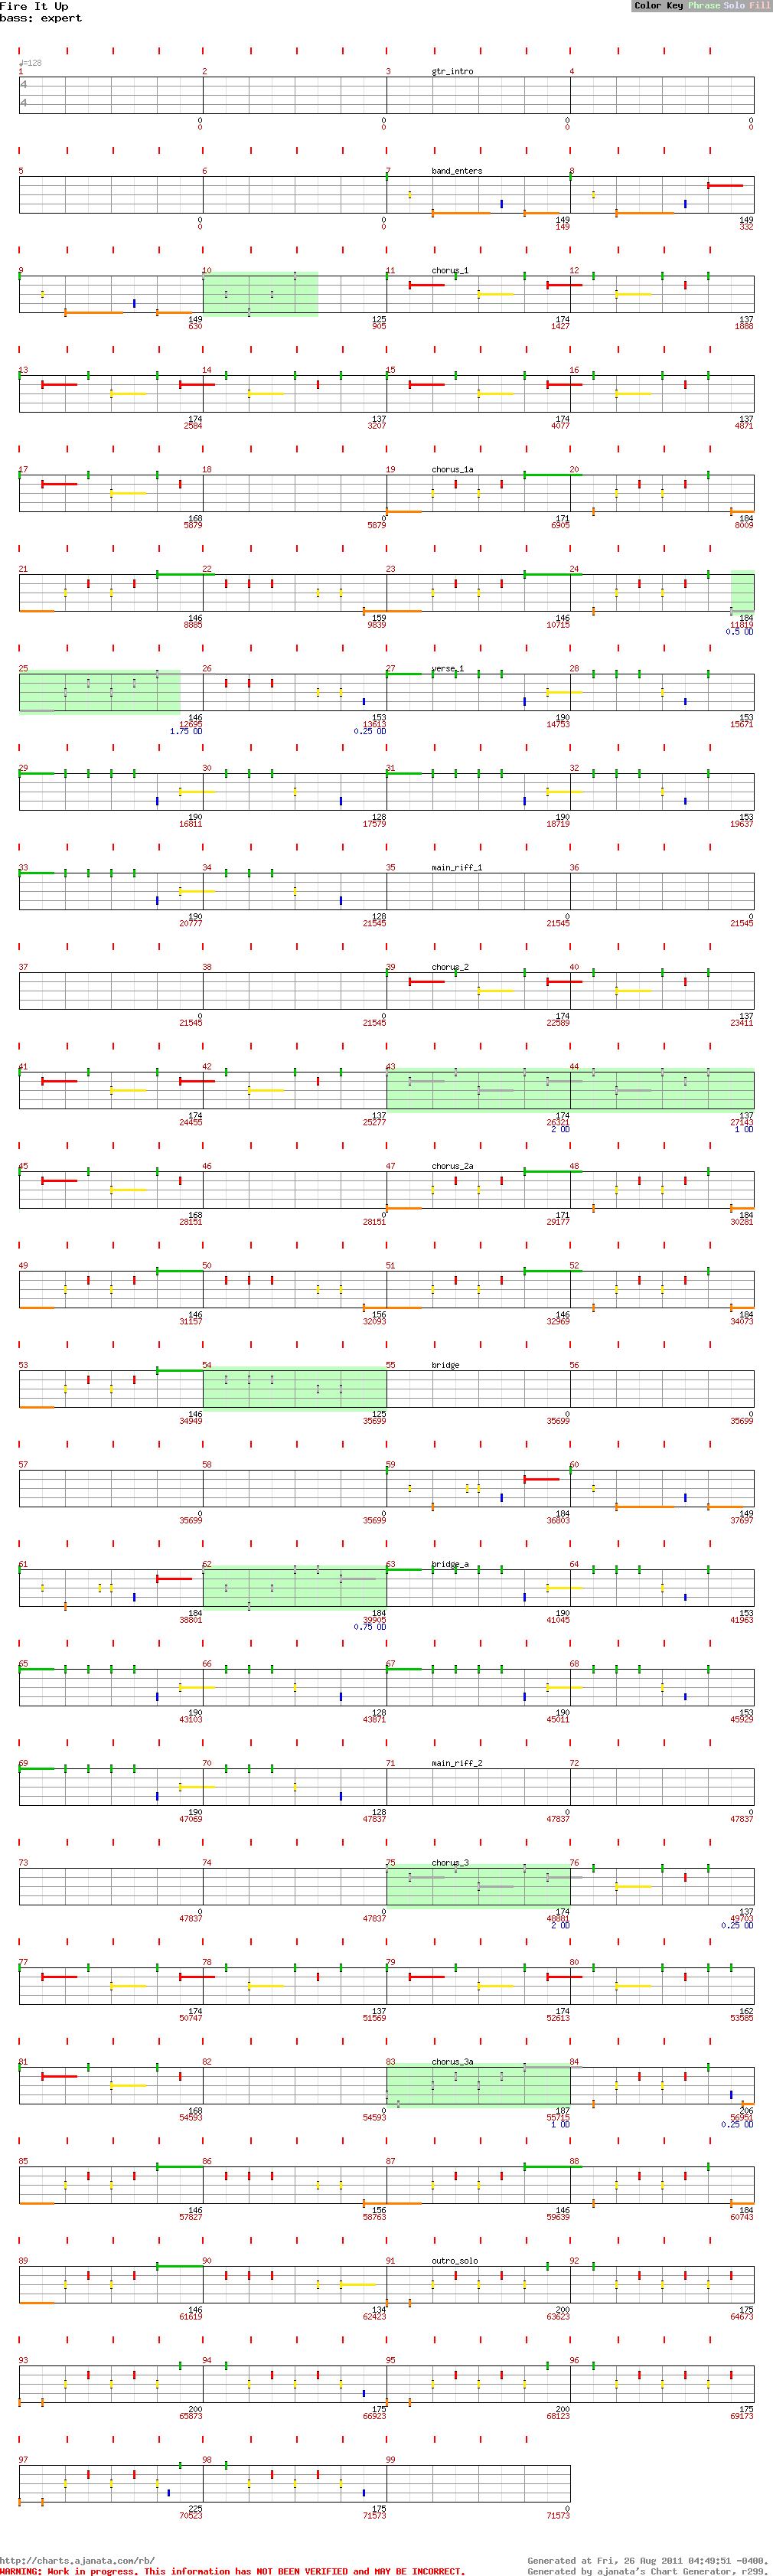 Fire It Up
Color Key Phrase Solo Fill
bass: expert
♩=128
1 2 3 gtr_intro 4
4
4
0 0 0 0
0 0 0 0
5 6 7 band_enters 8
0 0 149 149
0 0 149 332
9 10 11 chorus_1 12
149 125 174 137
630 905 1427 1888
13 14 15 16
174 137 174 137
2584 3207 4077 4871
17 18 19 chorus_1a 20
168 0 171 184
5879 5879 6905 8009
21 22 23 24
146 159 146 184
8885 9839 10715 11819
0.5 OD
25 26 27 verse_1 28
146 153 190 153
12695 13613 14753 15671
1.75 OD 0.25 OD
29 30 31 32
190 128 190 153
16811 17579 18719 19637
33 34 35 main_riff_1 36
190 128 0 0
20777 21545 21545 21545
37 38 39 chorus_2 40
0 0 174 137
21545 21545 22589 23411
41 42 43 44
174 137 174 137
24455 25277 26321 27143
2 OD 1 OD
45 46 47 chorus_2a 48
168 0 171 184
28151 28151 29177 30281
49 50 51 52
146 156 146 184
31157 32093 32969 34073
53 54 55 bridge 56
146 125 0 0
34949 35699 35699 35699
57 58 59 60
0 0 184 149
35699 35699 36803 37697
61 62 63 bridge_a 64
184 184 190 153
38801 39905 41045 41963
0.75 OD
65 66 67 68
190 128 190 153
43103 43871 45011 45929
69 70 71 main_riff_2 72
190 128 0 0
47069 47837 47837 47837
73 74 75 chorus_3 76
0 0 174 137
47837 47837 48881 49703
2 OD 0.25 OD
77 78 79 80
174 137 174 162
50747 51569 52613 53585
81 82 83 chorus_3a 84
168 0 187 206
54593 54593 55715 56951
1 OD 0.25 OD
85 86 87 88
146 156 146 184
57827 58763 59639 60743
89 90 91 outro_solo 92
146 134 200 175
61619 62423 63623 64673
93 94 95 96
200 175 200 175
65873 66923 68123 69173
97 98 99
225 175 0
70523 71573 71573
http://charts.ajanata.com/rb/
Generated at Fri, 26 Aug 2011 04:49:51 -0400.
WARNING: Work in progress. This information has NOT BEEN VERIFIED and MAY BE INCORRECT.
Generated by ajanata's Chart Generator, r299.